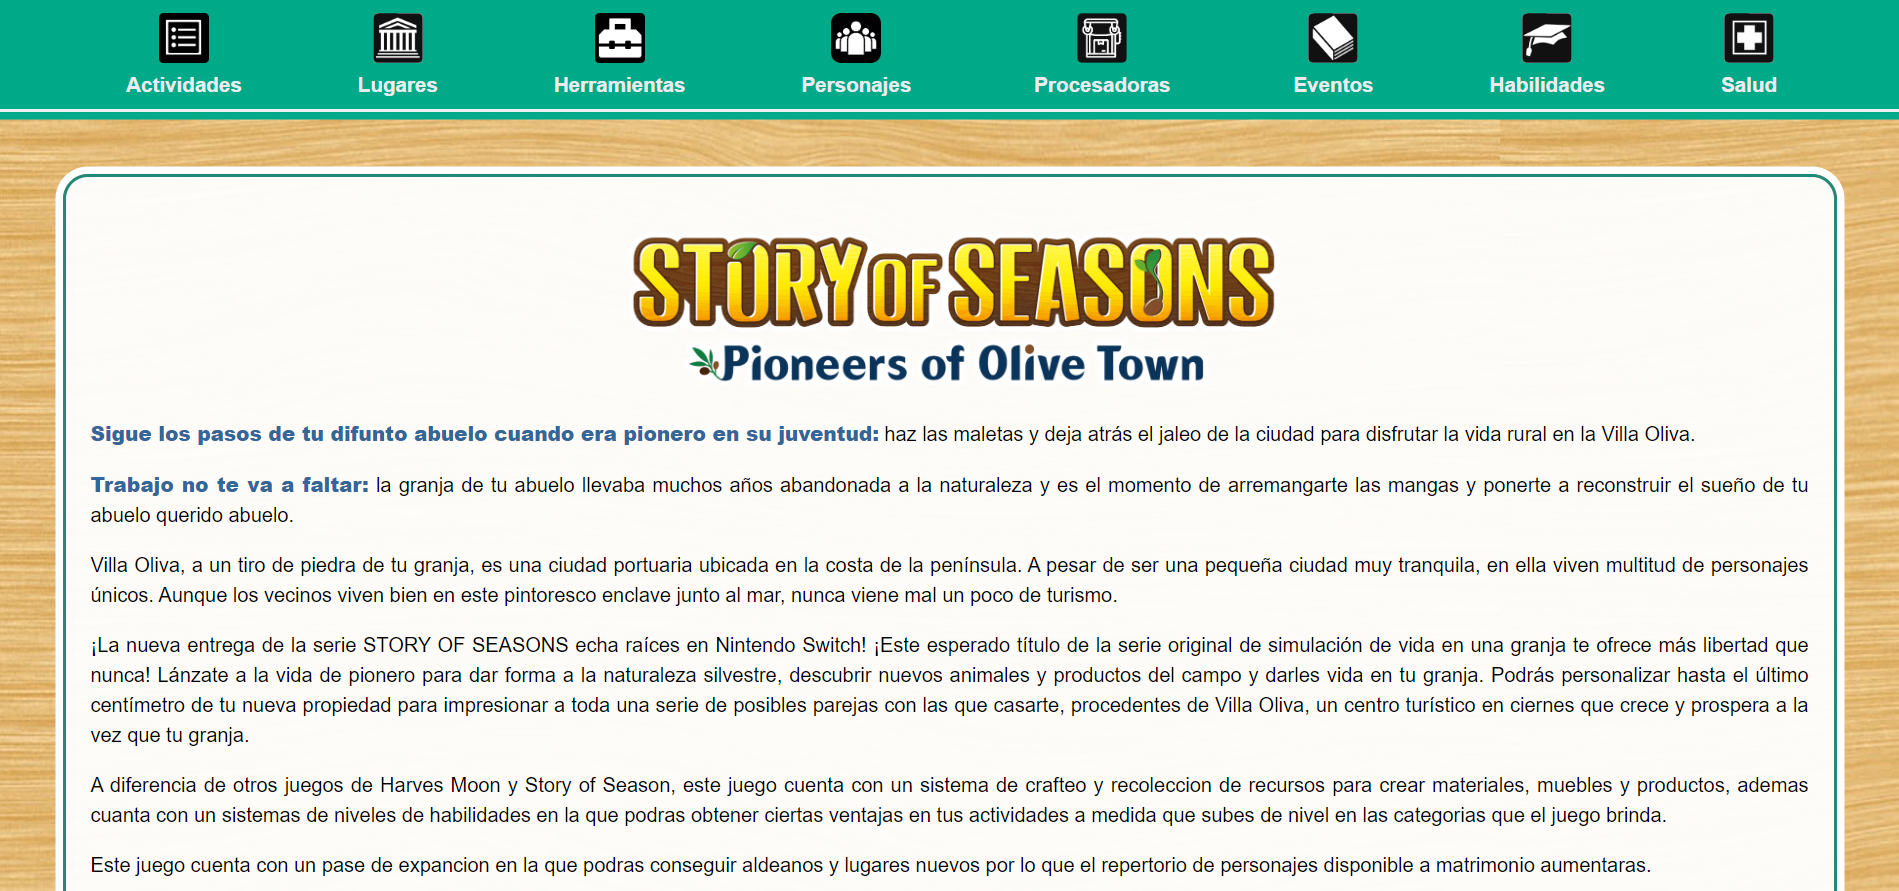 Actividades Lugares Herramientas Personajes Procesadoras Eventos Habilidades Salud
STORY OF SEASONS
Pioneers of Olive Town
Sigue los pasos de tu difunto abuelo cuando era pionero en su juventud: haz las maletas y deja atrás el jaleo de la ciudad para disfrutar la vida rural en la Villa Oliva.
Trabajo no te va a faltar: la granja de tu abuelo llevaba muchos años abandonada a la naturaleza y es el momento de arremangarte las mangas y ponerte a reconstruir el sueño de tu
abuelo querido abuelo.
Villa Oliva, a un tiro de piedra de tu granja, es una ciudad portuaria ubicada en la costa de la península. A pesar de ser una pequeña ciudad muy tranquila, en ella viven multitud de personajes
únicos. Aunque los vecinos viven bien en este pintoresco enclave junto al mar, nunca viene mal un poco de turismo.
¡La nueva entrega de la serie STORY OF SEASONS echa raíces en Nintendo Switch! ¡Este esperado título de la serie original de simulación de vida en una granja te ofrece más libertad que
nunca! Lánzate a la vida de pionero para dar forma a la naturaleza silvestre, descubrir nuevos animales y productos del campo y darles vida en tu granja. Podrás personalizar hasta el último
centímetro de tu nueva propiedad para impresionar a toda una serie de posibles parejas con las que casarte, procedentes de Villa Oliva, un centro turístico en ciernes que crece y prospera a la
vez que tu granja.
A diferencia de otros juegos de Harves Moon y Story of Season, este juego cuenta con un sistema de crafteo y recoleccion de recursos para crear materiales, muebles y productos, ademas
cuanta con un sistemas de niveles de habilidades en la que podras obtener ciertas ventajas en tus actividades a medida que subes de nivel en las categorias que el juego brinda.
Este juego cuenta con un pase de expancion en la que podras conseguir aldeanos y lugares nuevos por lo que el repertorio de personajes disponible a matrimonio aumentaras.